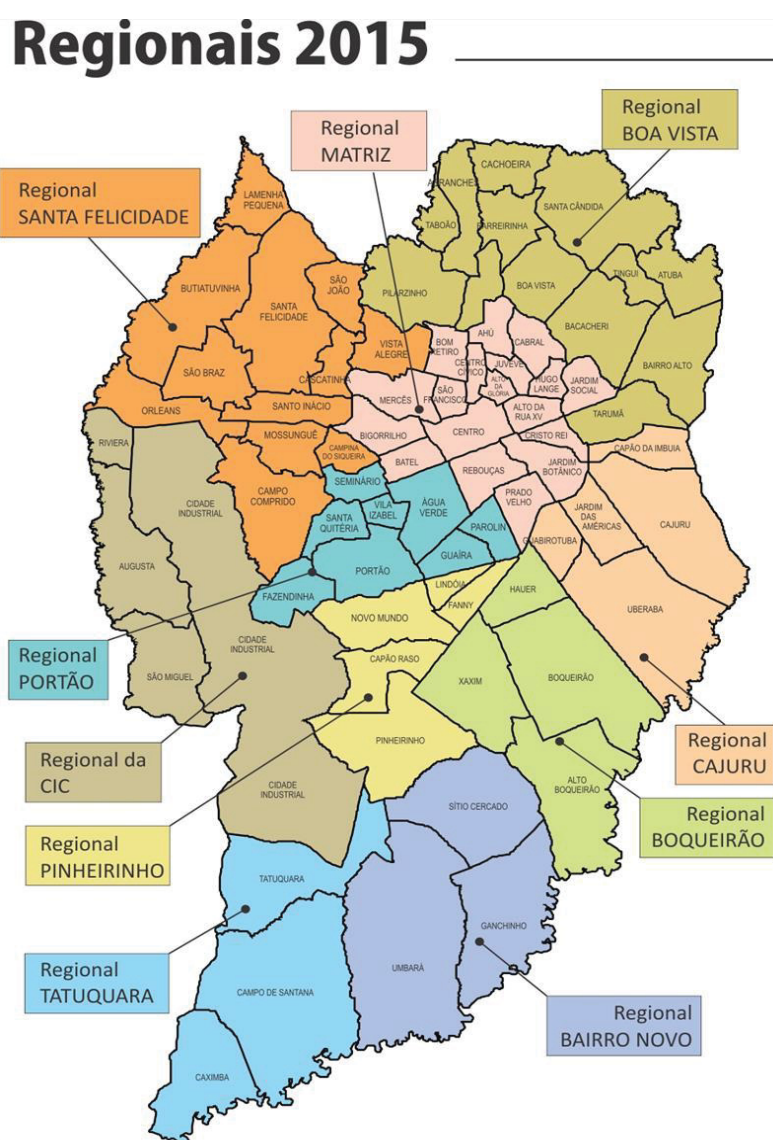 Regionais 2015
Regional
BOA VISTA
Regional
MATRIZ
Regional
SANTA FELICIDADE
CACHOEIRA
LAMENHA
PEQUENA
SANTA CÂNDIDA
TABOÃO
BARREIRINHA
BUTIATUVINHA
SÃO
JOÃO
PILARZINHO
BOA VISTA
TINGUI
ATUBA
SANTA
FELICIDADE
BACACHERI
VISTA
ALEGRE
BOM
RETIRO
AHÚ
CABRAL
CENTRO
CÍVICO
JUVEVÊ
BAIRRO ALTO
SÃO BRAZ
CASCATINHA
ALTO
DA
GLÓRIA
HUGO
LANGE
JARDIM
SOCIAL
MERCÊS
SÃO
FRANCISCO
ORLEANS
SANTO INÁCIO
ALTO DA
RUA XV
TARUMÃ
RIVIERA
MOSSUNGUÊ
BIGORRILHO
CENTRO
CRISTO REI
CAPÃO DA IMBUIA
CAMPINA
DO SIQUEIRA
BATEL
REBOUÇAS
JARDIM
BOTÂNICO
SEMINÁRIO
CAMPO
COMPRIDO
CIDADE
INDUSTRIAL
VILA
IZABEL
ÁGUA
VERDE
PRADO
VELHO
SANTA
QUITÉRIA
PAROLIN
JARDIM
DAS
AMÉRICAS
CAJURU
GUABIROTUBA
GUAÍRA
AUGUSTA
PORTÃO
LINDÓIA
HAUER
FAZENDINHA
FANNY
UBERABA
NOVO MUNDO
CIDADE
INDUSTRIAL
CAPÃO RASO
Regional
PORTÃO
SÃO MIGUEL
XAXIM
BOQUEIRÃO
PINHEIRINHO
Regional
CAJURU
Regional da
CIC
CIDADE
INDUSTRIAL
ALTO
BOQUEIRÃO
SÍTIO CERCADO
Regional
BOQUEIRÃO
Regional
PINHEIRINHO
TATUQUARA
GANCHINHO
Regional
TATUQUARA
UMBARÁ
CAMPO DE SANTANA
Regional
BAIRRO NOVO
CAXIMBA